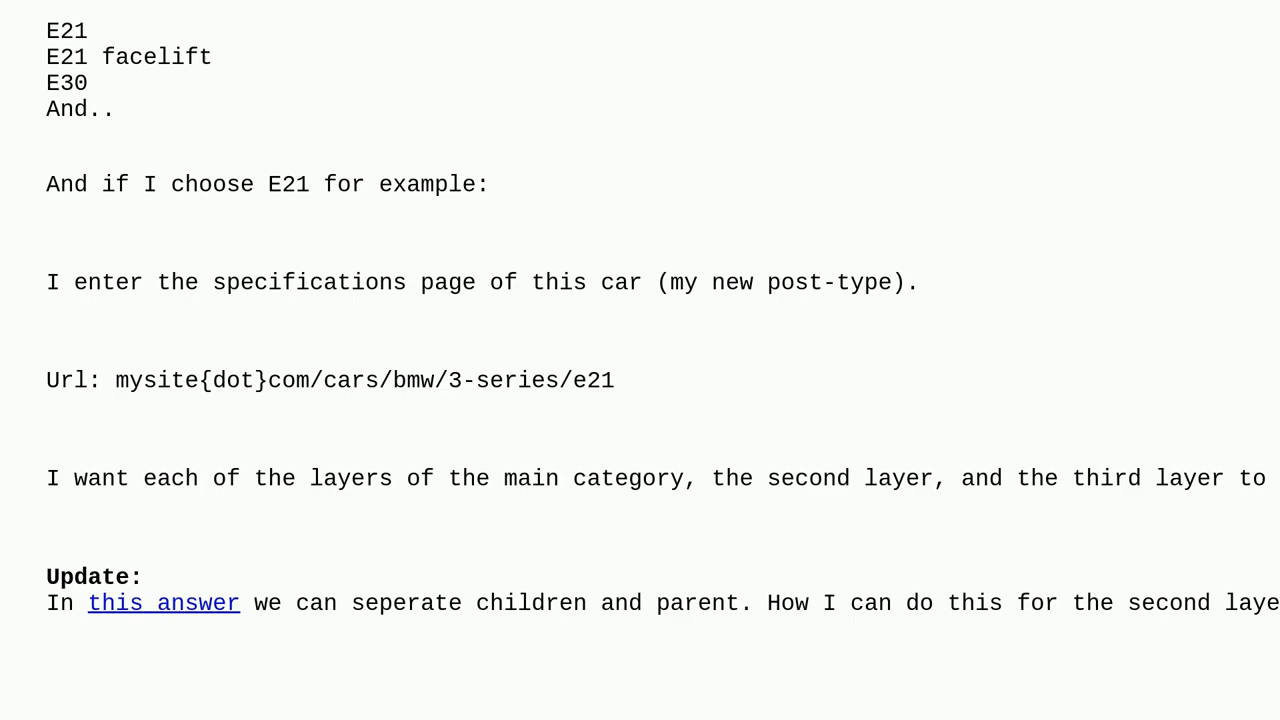 E21
E21 facelift
E30
And..
And if I choose E21 for example:
I enter the specifications page of this car (my new post-type).
Url: mysite{dot}com/cars/bmw/3-series/e21
I want each of the layers of the main category, the second layer, and the third layer to
Update:
In this answer we can seperate children and parent. How I can do this for the second laye